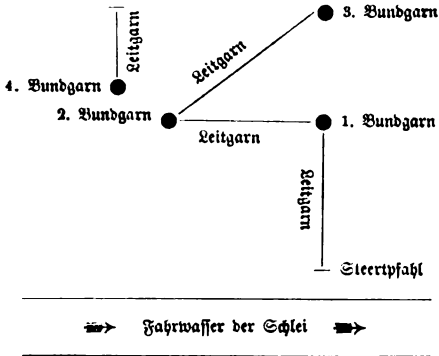 3. Bundgarn
Leitgarn
Leitgarn
4. Bundgarn
2. Bundgarn
1. Bundgarn
Leitgarn
Leitgarn
Steertpfahl
Fahrwasser der Schlei